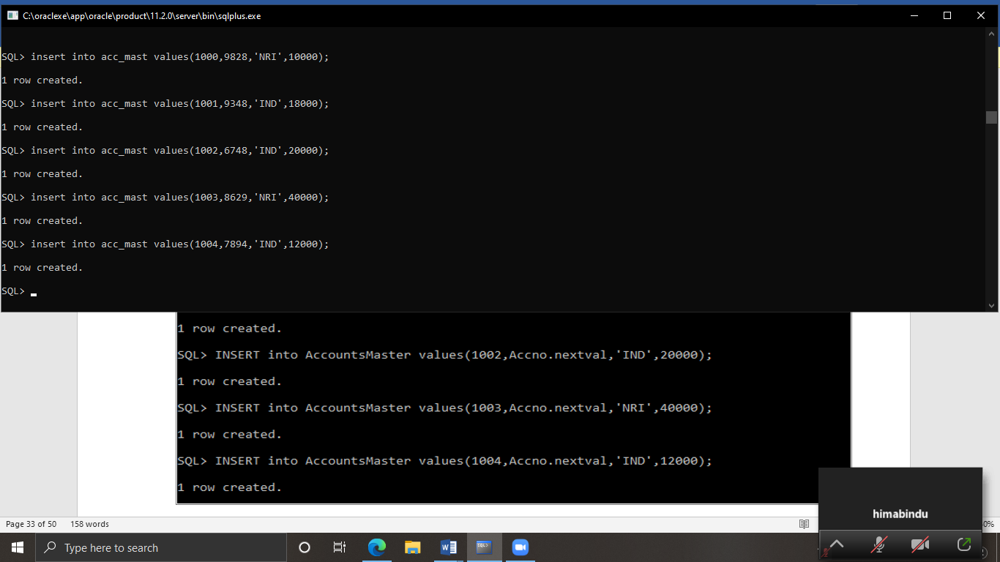 C:\oraclexe\app\oracle\product\11.2.0\server\bin\sqlplus.exe
SQL> insert into acc_mast values(1000,9828,'NRI',10000);
1 row created.
SQL> insert into acc_mast values(1001,9348,'IND',18000);
1 row created.
SQL> insert into acc_mast values(1002,6748,'IND',20000);
1 row created.
SQL> insert into acc_mast values(1003,8629,'NRI',40000);
1 row created.
SQL> insert into acc_mast values(1004,7894,'IND',12000);
1 row created.
SQL>
1 row created.
SQL> INSERT into AccountsMaster values(1002,Accno.nextval,'IND',20000);
1 row created.
SQL> INSERT into AccountsMaster values(1003,Accno.nextval,'NRI',40000);
1 row created.
SQL> INSERT into AccountsMaster values(1004,Accno.nextval,'IND',12000);
1 row created.
himabindu
Page 33 of 50 158 words
Type here to search